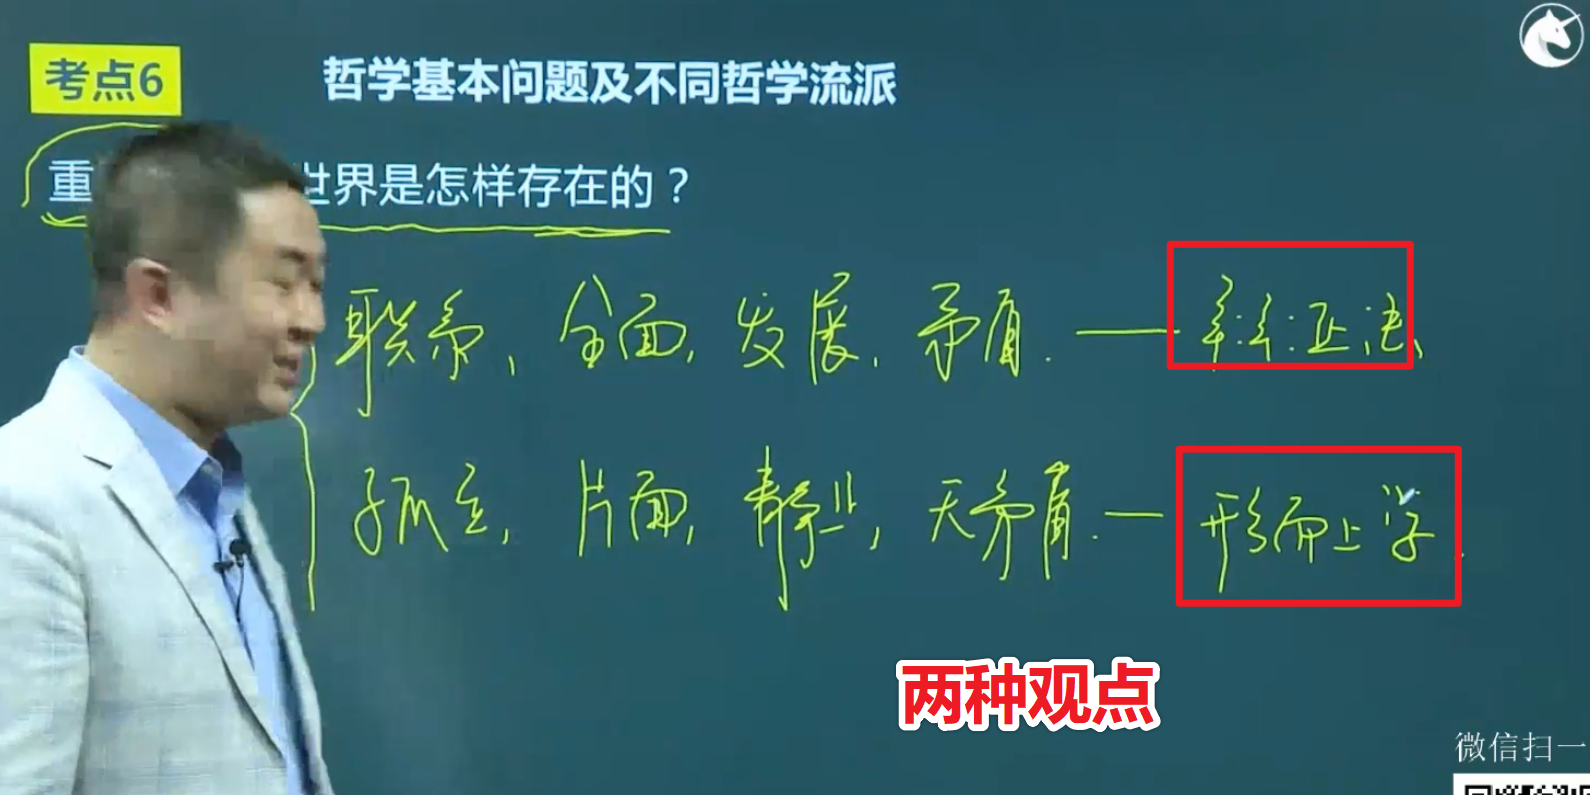 考点6
哲学基本问题及不同哲学流派
重 世界是怎样存在的？
联系，全面，发展，矛盾．— 辩证法
孤立，片面，静止，无矛盾．— 形而上学
两种观点
微信扫一